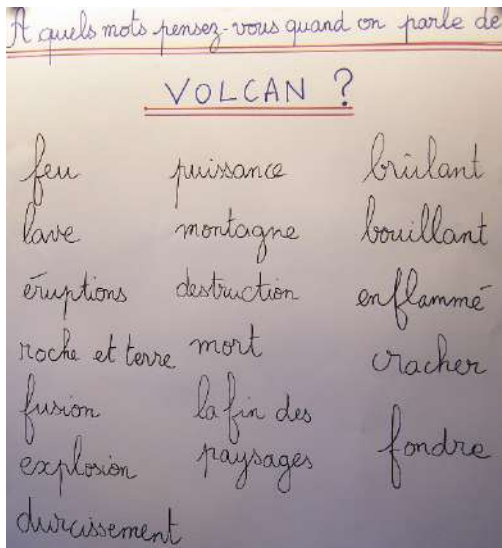 A quels mots pensez-vous quand on parle de
VOLCAN ?
feu
lave
éruptions
roche et terre
fusion
explosion
durcissement
puissance
montagne
destruction
mort
la fin des
paysages
brûlant
bouillant
enflammé
cracher
fondre